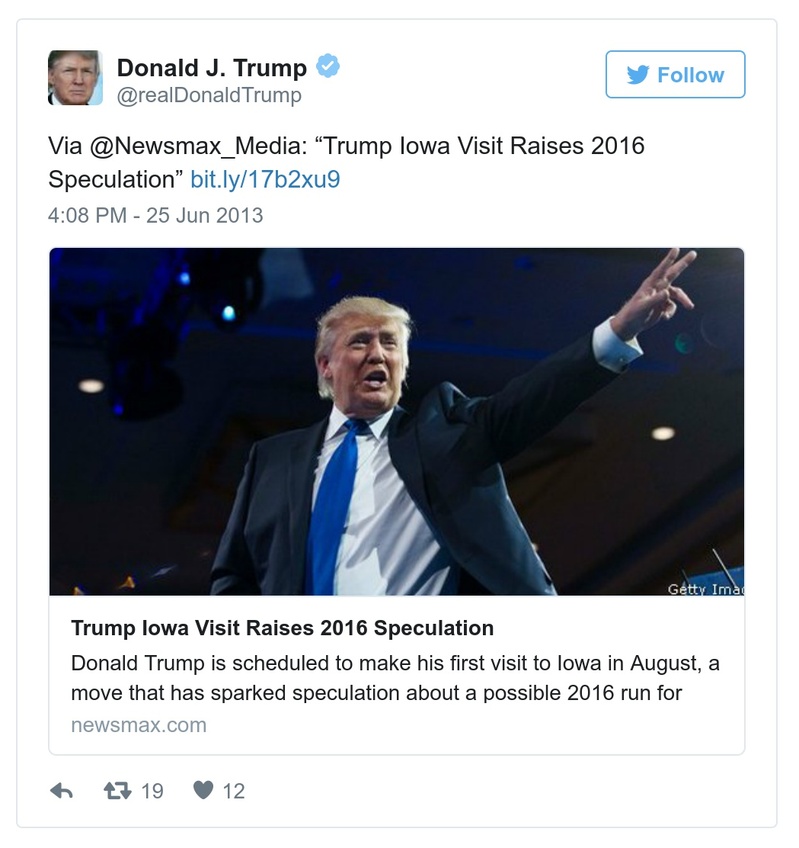 Donald J. Trump
@realDonaldTrump
Follow
Via @Newsmax_Media: “Trump Iowa Visit Raises 2016
Speculation” bit.ly/17b2xu9
4:08 PM - 25 Jun 2013
Getty Imag
Trump Iowa Visit Raises 2016 Speculation
Donald Trump is scheduled to make his first visit to Iowa in August, a
move that has sparked speculation about a possible 2016 run for
newsmax.com
19 12